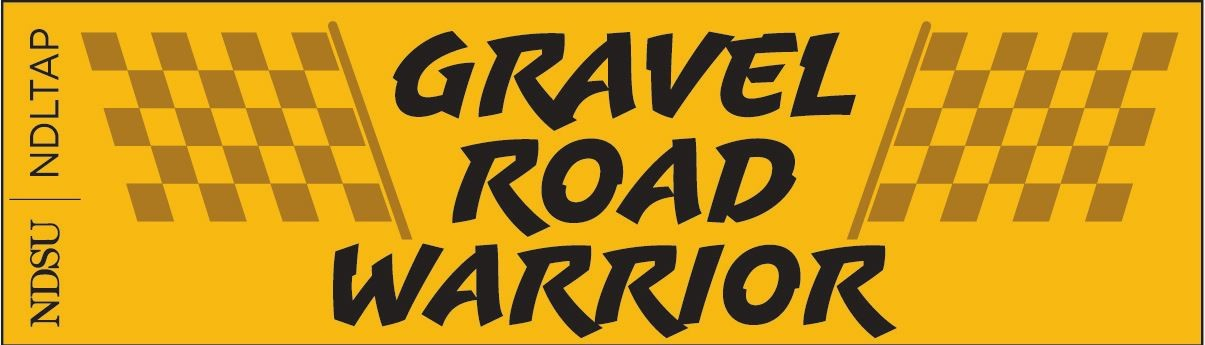 NDSU | NDLTAP
GRAVEL
ROAD
WARRIOR